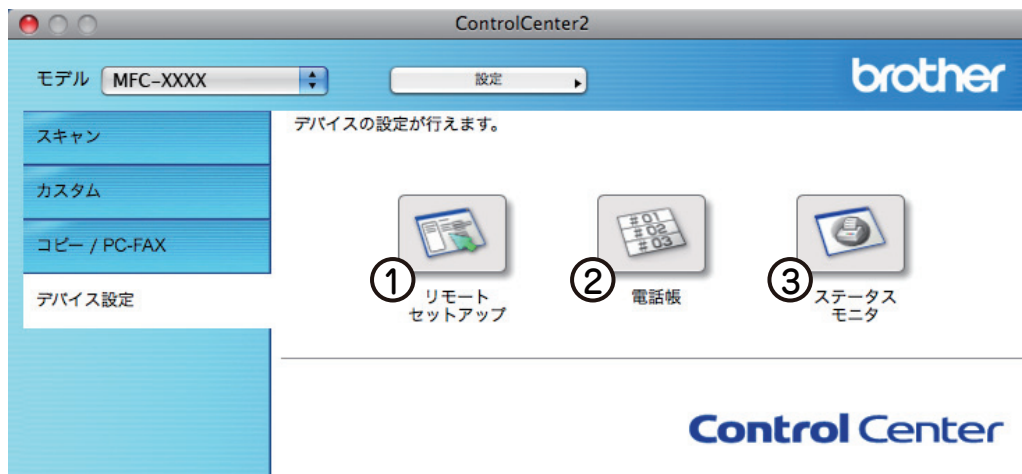 ControlCenter2
モデル MFC-XXXX 設定 brother
スキャン
カスタム
コピー / PC-FAX
デバイス設定
デバイスの設定が行えます。
#01
#02
#03
① リモート
セットアップ
② 電話帳
③ ステータス
モニタ
Control Center